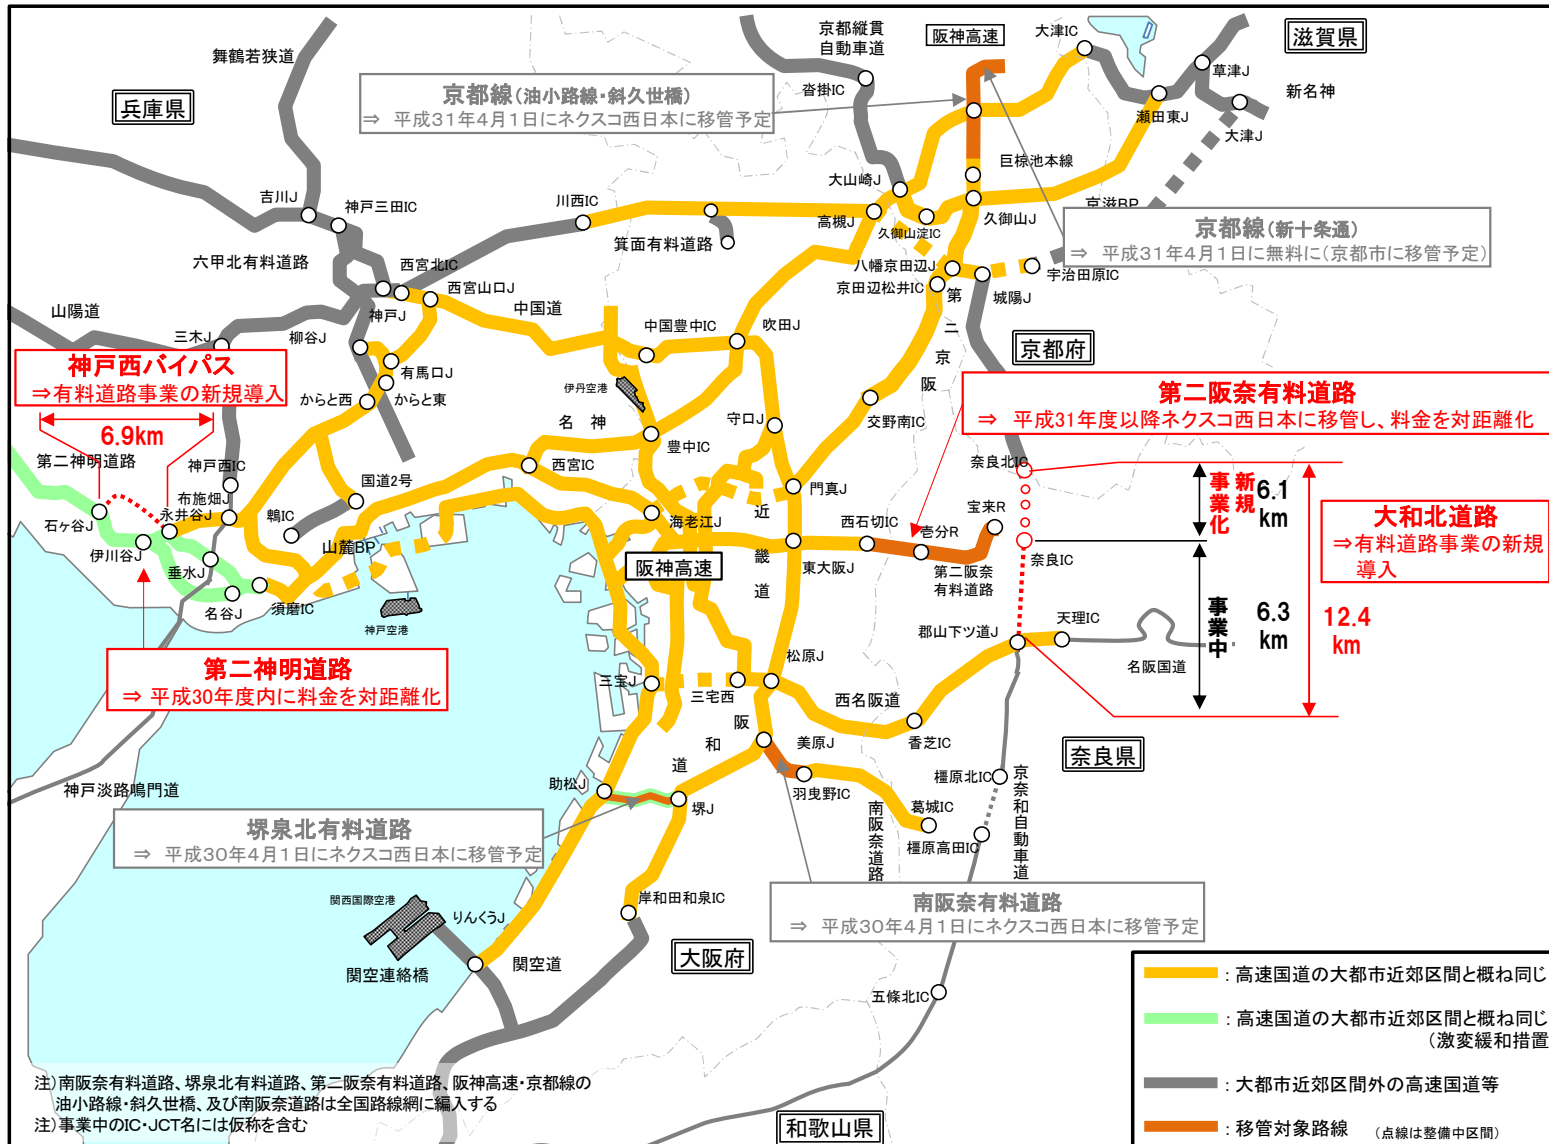 舞鶴若狭道
兵庫県
京都線(油小路線・斜久世橋)
⇒ 平成31年4月1日にネクスコ西日本に移管予定
京都縦貫
自動車道
阪神高速
大津IC
滋賀県
沓掛IC
草津J
新名神
瀬田東J
大津J
巨椋池本線
大山崎J
吉川J
神戸三田IC
川西IC
高槻J
久御山淀IC
久御山J
京滋BP
京都線(新十条通)
⇒ 平成31年4月1日に無料に(京都市に移管予定)
箕面有料道路
六甲北有料道路
西宮北IC
西宮山口J
八幡京田辺J
京田辺松井IC
城陽J
宇治田原IC
山陽道
三木J
柳谷J
神戸J
中国道
中国豊中IC
吹田J
第二京阪
京都府
神戸西バイパス
⇒有料道路事業の新規導入
6.9km
有馬口J
からと西
からと東
伊丹空港
名神
守口J
交野南IC
第二阪奈有料道路
⇒ 平成31年度以降ネクスコ西日本に移管し、料金を対距離化
豊中IC
西宮IC
第二神明道路
神戸西IC
国道2号
奈良北IC
布施畑J
永井谷J
石ヶ谷J
鵯IC
門真J
宝来R
新規
事業化
6.1
km
海老江J
近畿道
西石切IC
壱分R
大和北道路
⇒有料道路事業の新規
導入
伊川谷J
山麓BP
阪神高速
東大阪J
第二阪奈
有料道路
奈良IC
垂水J
名谷J
須磨IC
神戸空港
事業中
6.3
km
12.4
km
郡山下ツ道J
天理IC
名阪国道
第二神明道路
⇒ 平成30年度内に料金を対距離化
松原J
三宝J
三宅西
西名阪道
香芝IC
阪和道
美原J
奈良県
神戸淡路鳴門道
助松J
堺J
羽曳野IC
橿原北IC
京奈和自動車道
葛城IC
南阪奈道路
橿原高田IC
堺泉北有料道路
⇒ 平成30年4月1日にネクスコ西日本に移管予定
南阪奈有料道路
⇒ 平成30年4月1日にネクスコ西日本に移管予定
関西国際空港
りんくうJ
岸和田和泉IC
関空連絡橋
関空道
大阪府
五條北IC
：高速国道の大都市近郊区間と概ね同じ
：高速国道の大都市近郊区間と概ね同じ
(激変緩和措置
：大都市近郊区間外の高速国道等
：移管対象路線 (点線は整備中区間)
注)南阪奈有料道路、堺泉北有料道路、第二阪奈有料道路、阪神高速・京都線の
油小路線・斜久世橋、及び南阪奈道路は全国路線網に編入する
注)事業中のIC・JCT名には仮称を含む
和歌山県